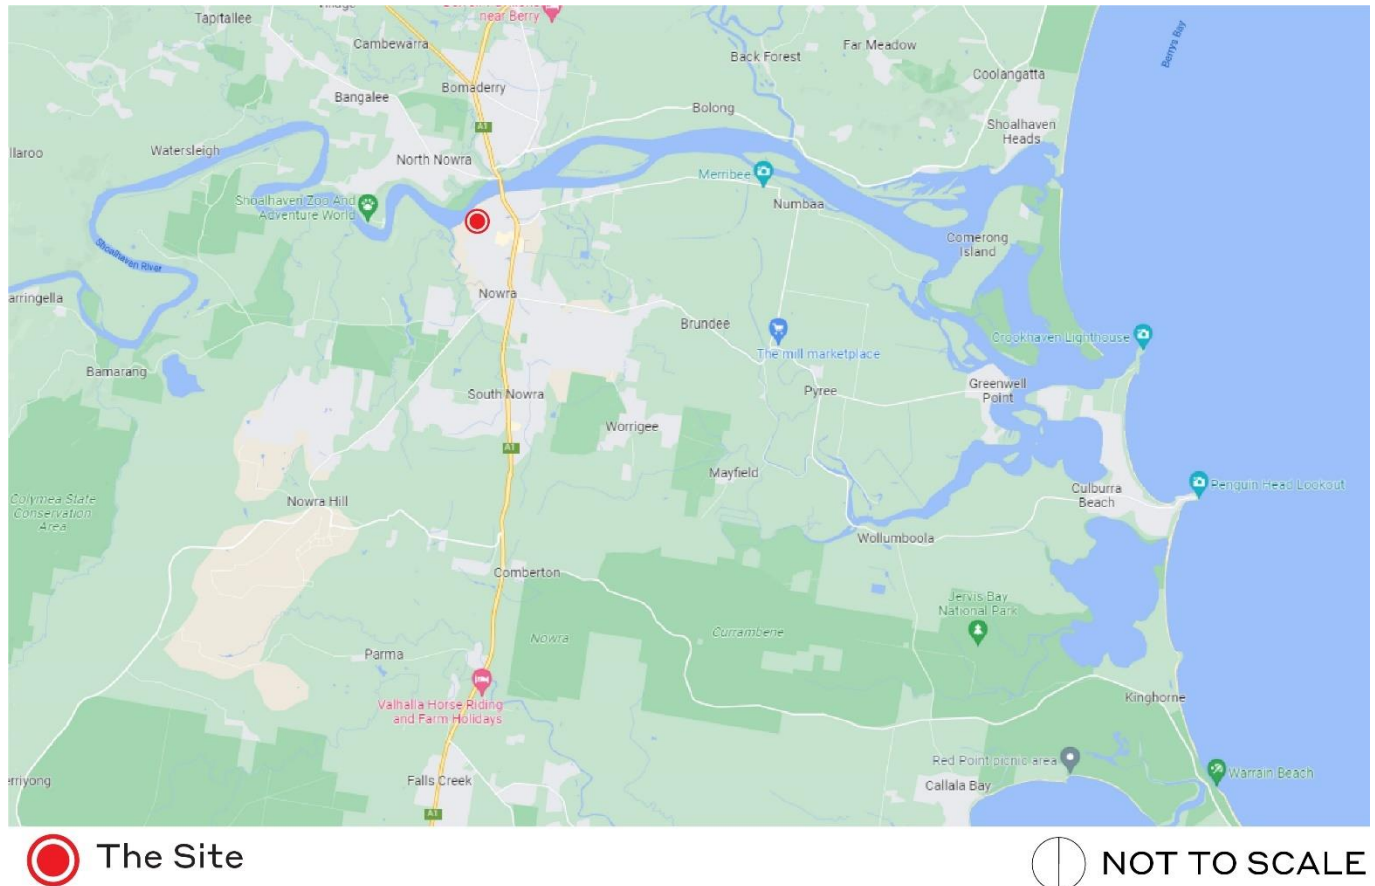 Tapitallee
near Berry
Cambewarra
Far Meadow
Back Forest
Berrys Bay
Coolangatta
Bomaderry
Bangalee
Bolong
A1
Shoalhaven
Heads
llaroo
Watersleigh
North Nowra
Merribee
Shoalhaven Zoo And
Adventure World
Numbaa
Comerong
Island
Shoalhaven River
arringella
Nowra
Brundee
Crookhaven Lighthouse
The mill marketplace
Bamarang
Greenwell
Point
South Nowra
Pyree
Worrigee
A1
Mayfield
Culburra
Beach
Penguin Head Lookout
Colymea State
Conservation
Area
Nowra Hill
Wollumboola
Comberton
Jervis Bay
National Park
Nowra
Currambene
Parma
Kinghorne
Valhalla Horse Riding
and Farm Holidays
Red Point picnic area
Warrain Beach
erriyong
Falls Creek
Callala Bay
A1
The Site
NOT TO SCALE